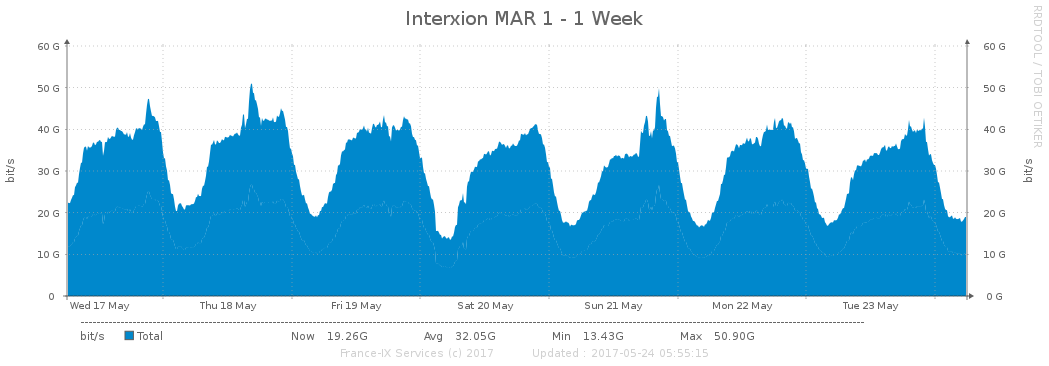 Interxion MAR 1 - 1 Week
RRDTOOL / TOBI OETIKER
60 G 60 G
50 G 50 G
40 G 40 G
30 G 30 G
20 G 20 G
10 G 10 G
0 0 G
bit/s
bit/s
Wed 17 May Thu 18 May Fri 19 May Sat 20 May Sun 21 May Mon 22 May Tue 23 May
bit/s Total Now 19.26G Avg 32.05G Min 13.43G Max 50.90G
France-IX Services (c) 2017 Updated : 2017-05-24 05:55:15